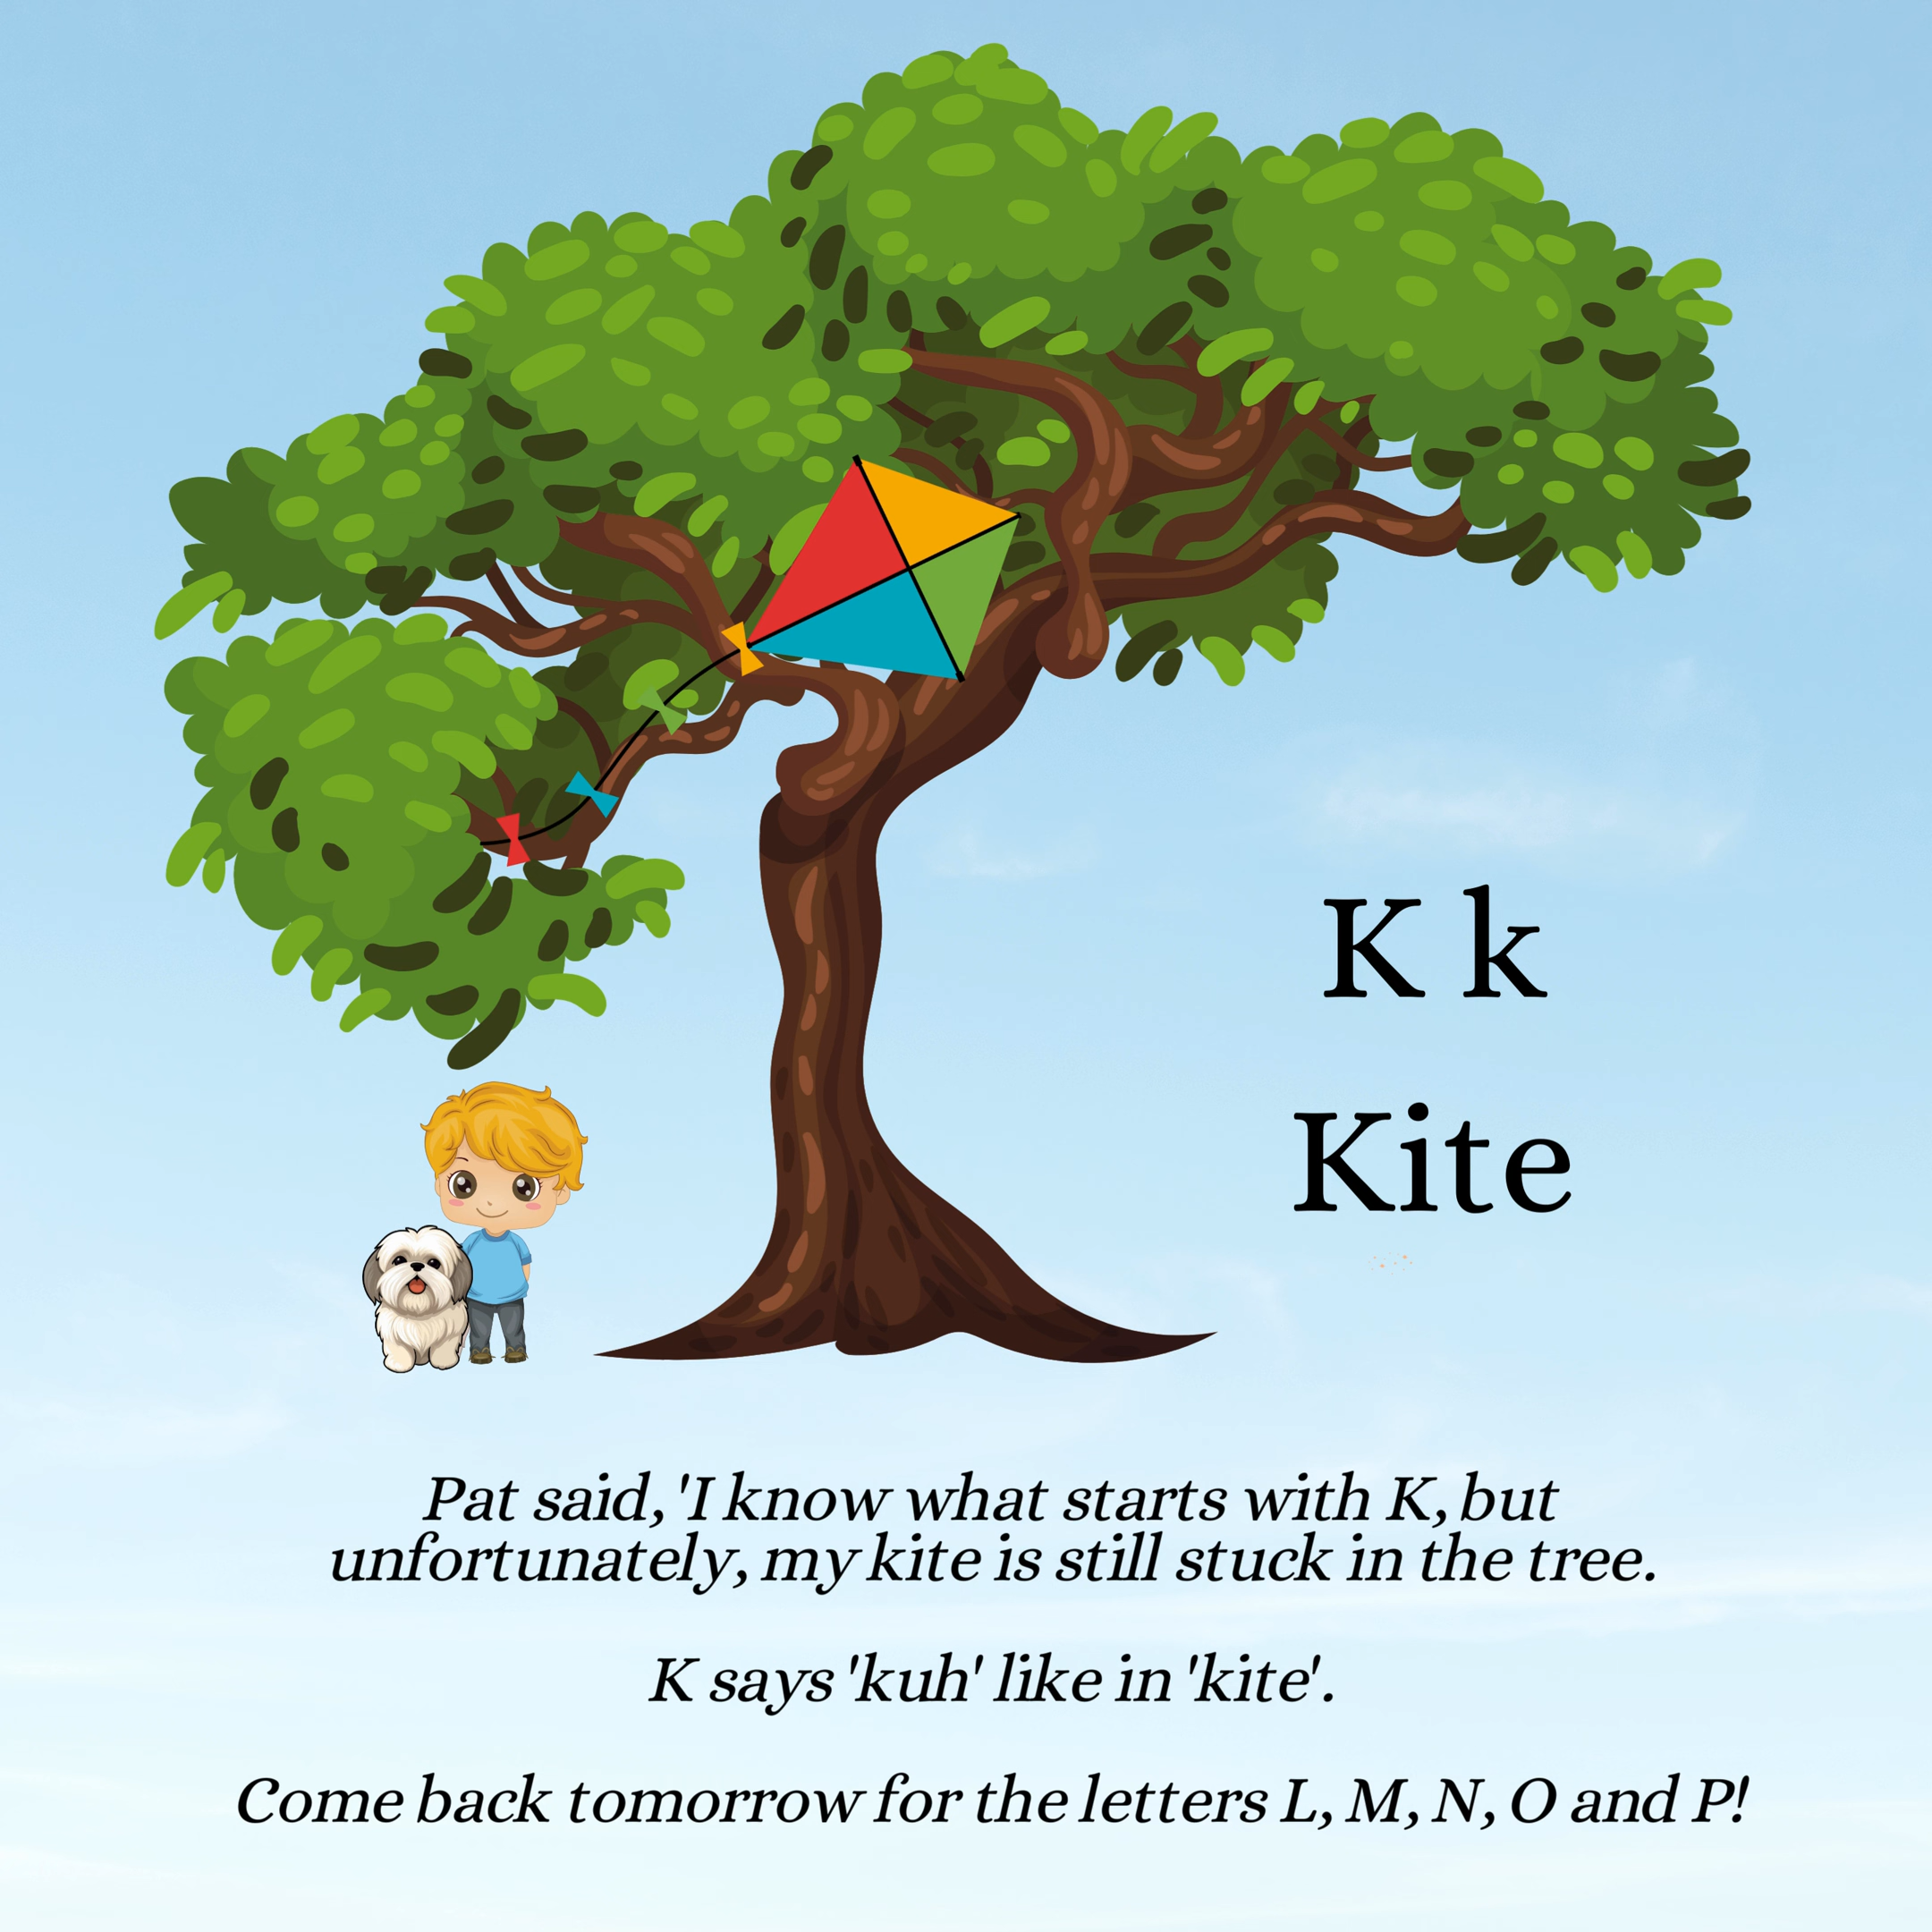 K k
Kite
Pat said, 'I know what starts with K, but
unfortunately, my kite is still stuck in the tree.
K says 'kuh' like in 'kite'.
Come back tomorrow for the letters L, M, N, O and P!